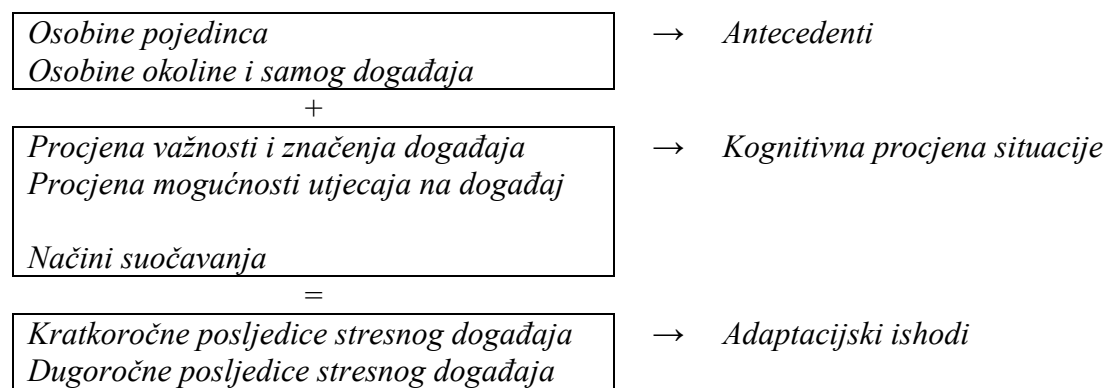 Osobine pojedinca → Antecedenti
Osobine okoline i samog događaja
+
Procjena važnosti i značenja događaja → Kognitivna procjena situacije
Procjena mogućnosti utjecaja na događaj
Načini suočavanja
=
Kratkoročne posljedice stresnog događaja → Adaptacijski ishodi
Dugoročne posljedice stresnog događaja